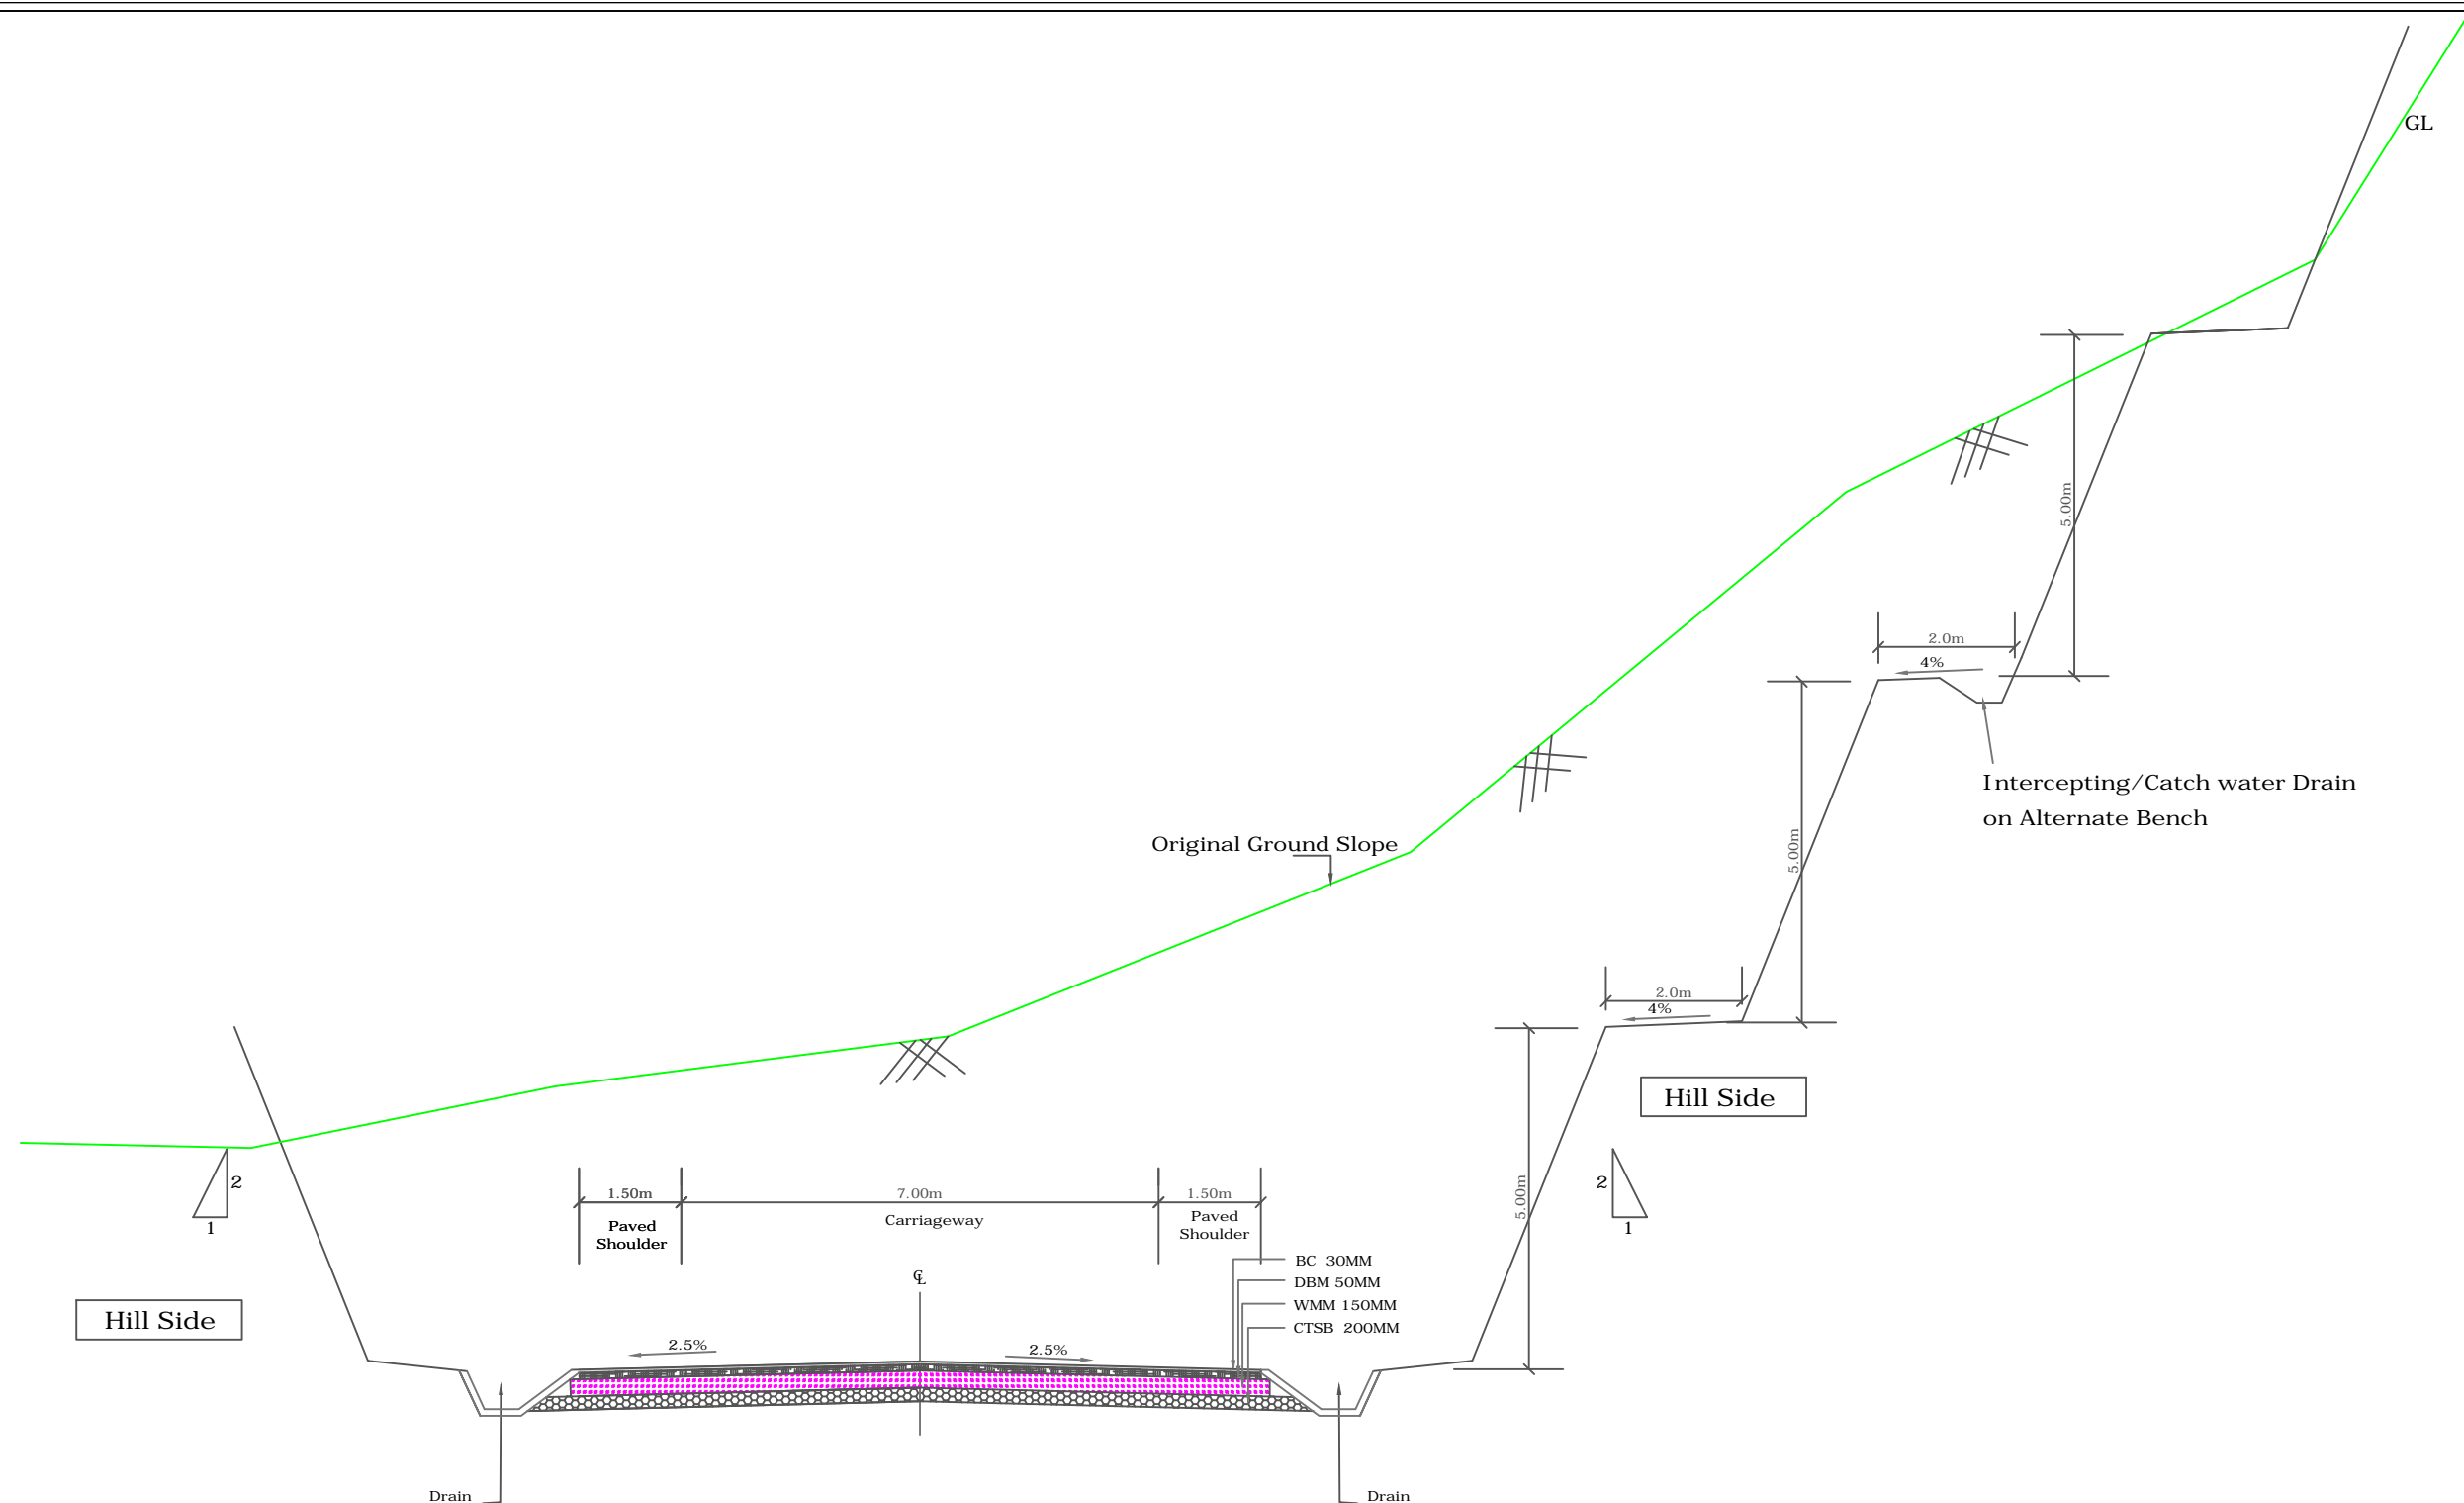 GL
5.00m
2.0m
4%
Intercepting/Catch water Drain
on Alternate Bench
Original Ground Slope
5.00m
2.0m
4%
Hill Side
2
1
2
1
5.00m
1.50m
7.00m
1.50m
Paved
Shoulder
Carriageway
Paved
Shoulder
BC 30MM
DBM 50MM
WMM 150MM
CTSB 200MM
℄
Hill Side
2.5%
2.5%
Drain
Drain